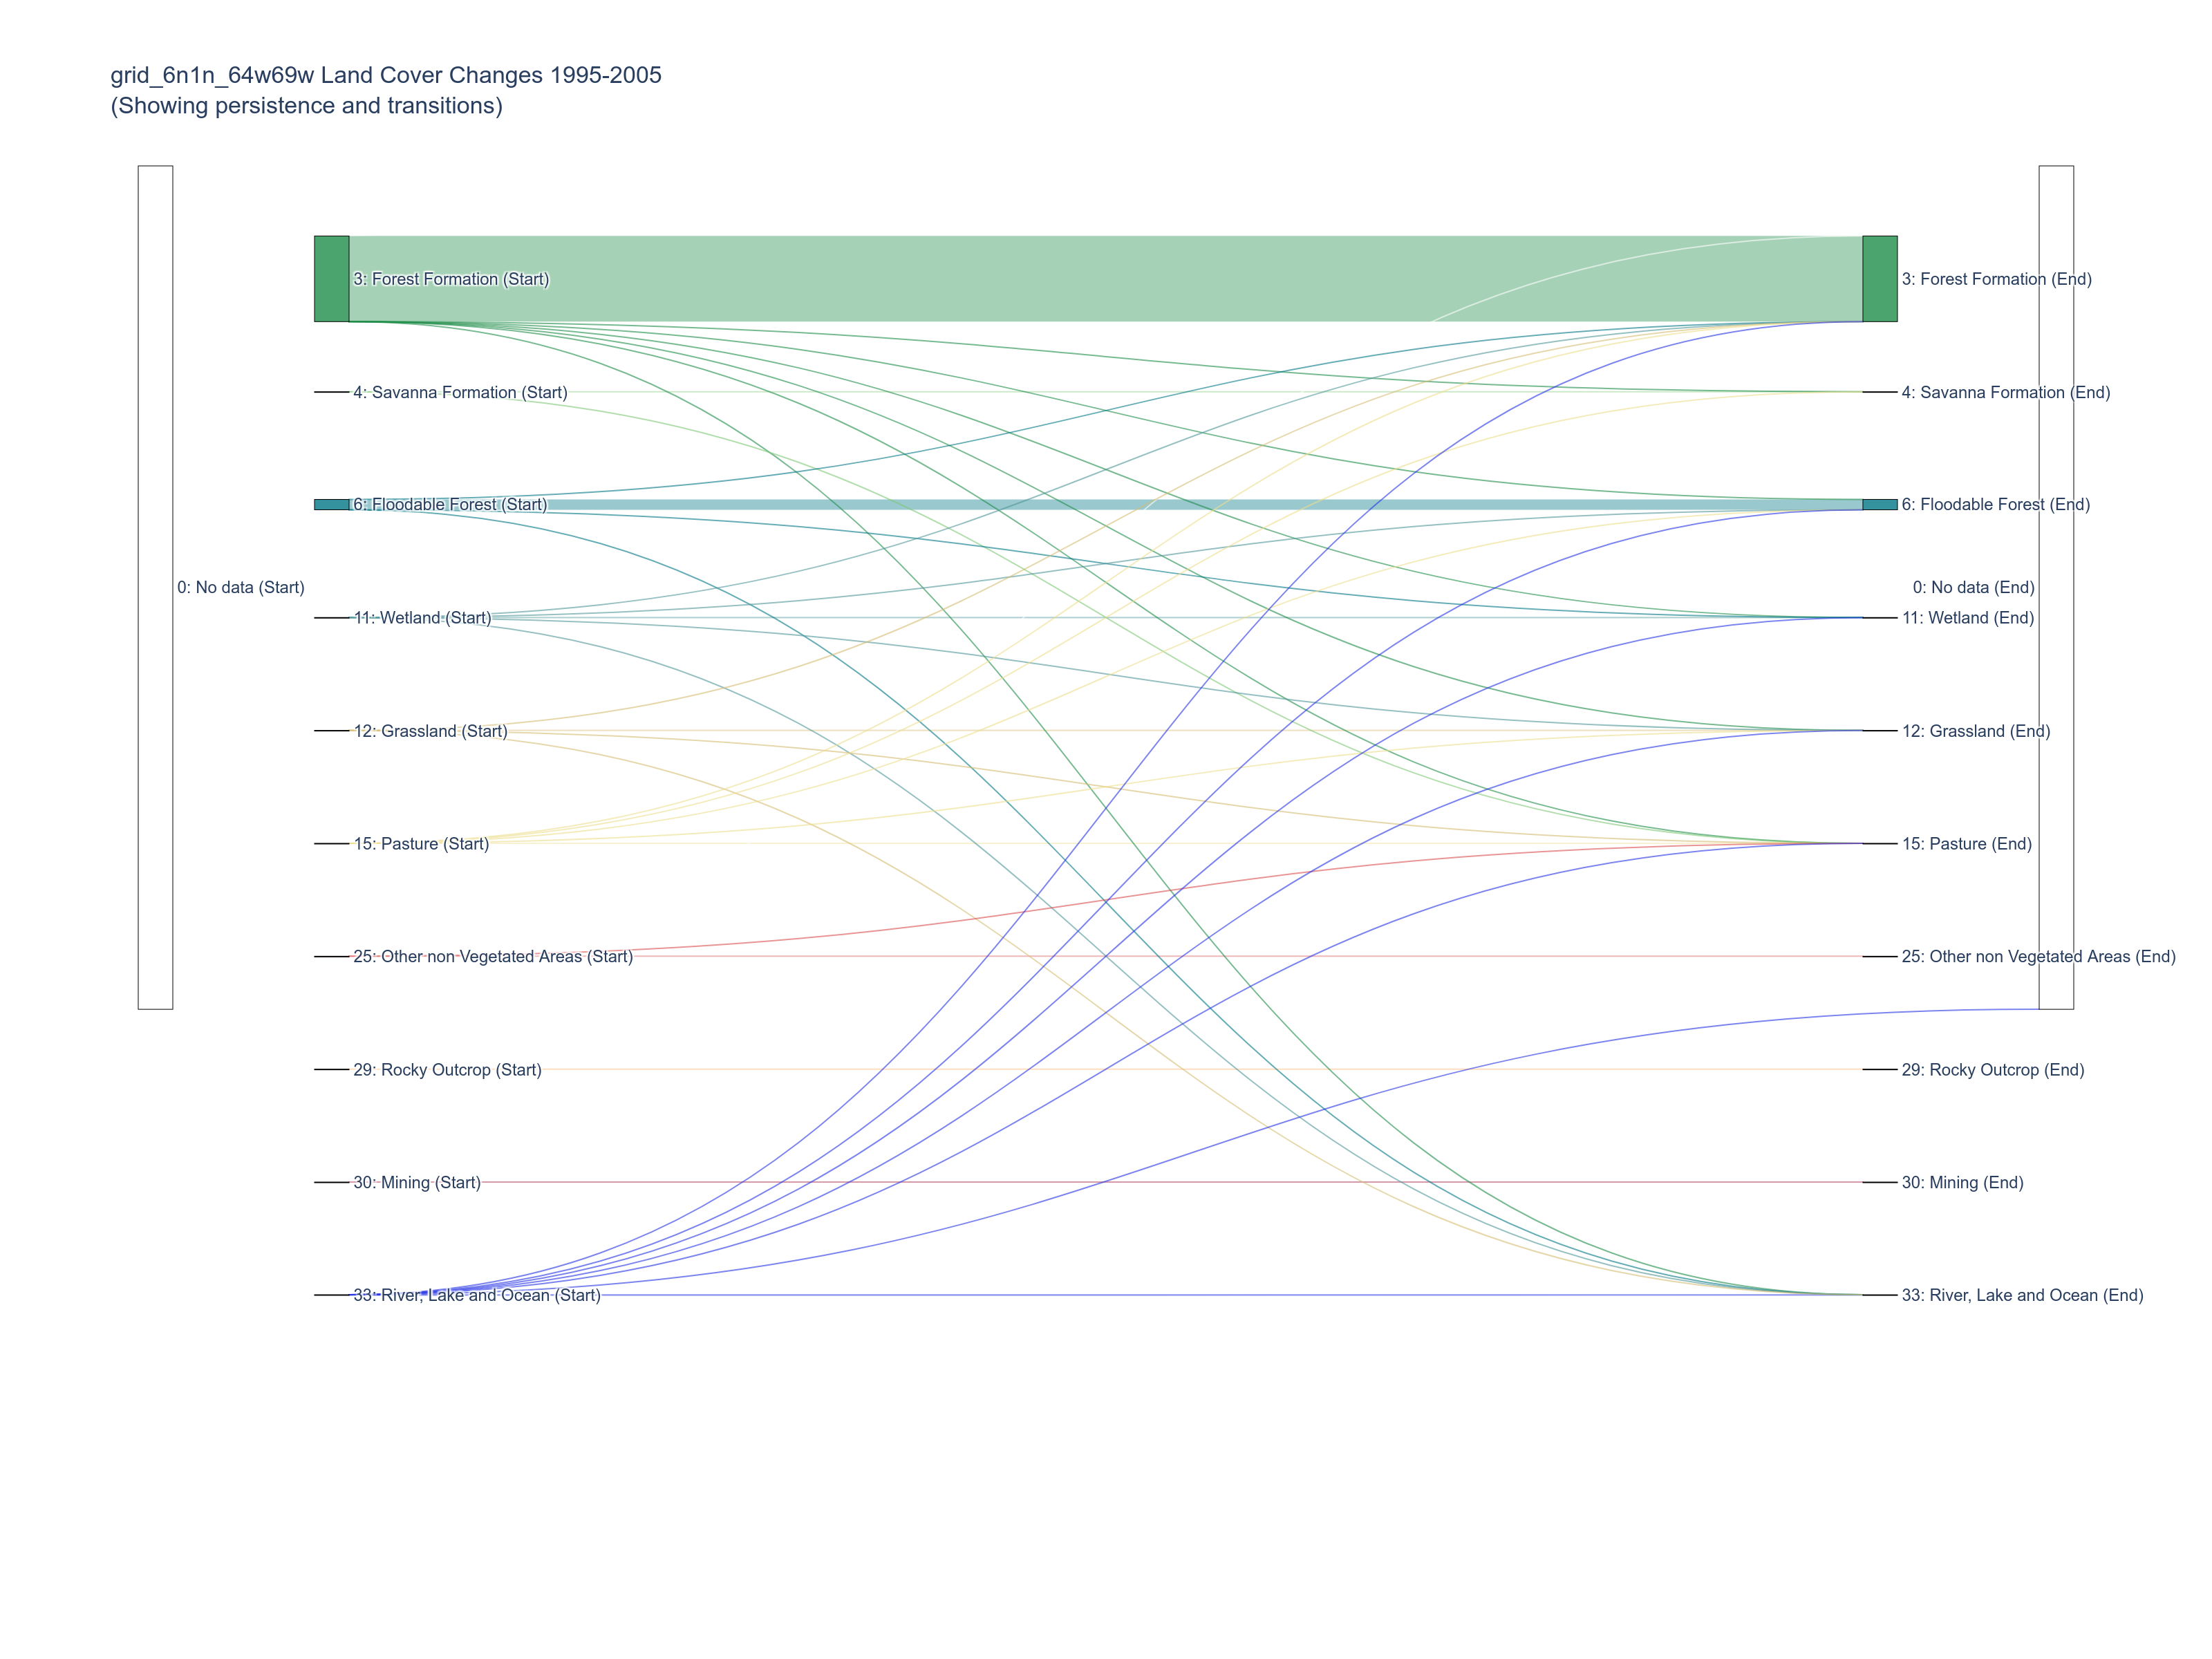 grid_6n1n_64w69w Land Cover Changes 1995-2005
(Showing persistence and transitions)
3: Forest Formation (Start)
3: Forest Formation (End)
4: Savanna Formation (Start)
4: Savanna Formation (End)
6: Floodable Forest (Start)
6: Floodable Forest (End)
0: No data (Start)
0: No data (End)
11: Wetland (Start)
11: Wetland (End)
12: Grassland (Start)
12: Grassland (End)
15: Pasture (Start)
15: Pasture (End)
25: Other non Vegetated Areas (Start)
25: Other non Vegetated Areas (End)
29: Rocky Outcrop (Start)
29: Rocky Outcrop (End)
30: Mining (Start)
30: Mining (End)
33: River, Lake and Ocean (Start)
33: River, Lake and Ocean (End)